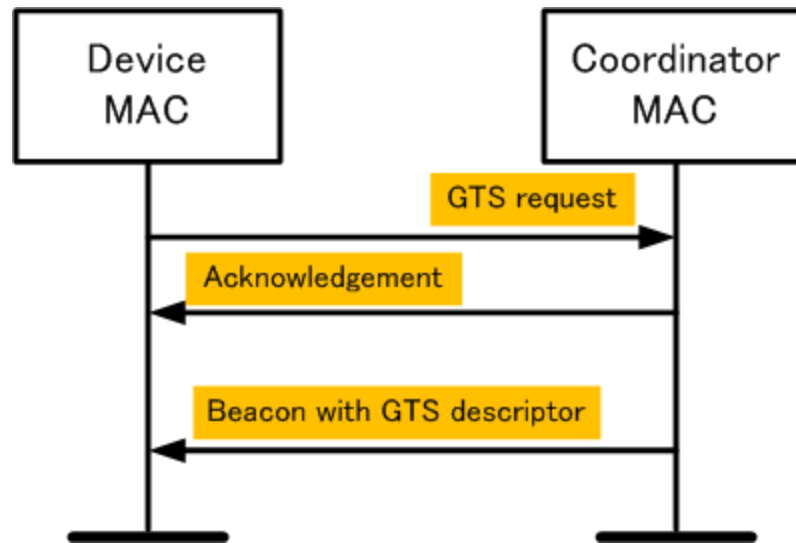 Device
MAC
Coordinator
MAC
GTS request
Acknowledgement
Beacon with GTS descriptor